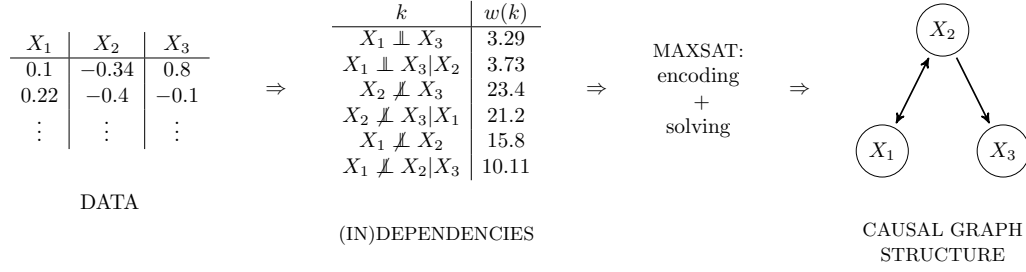 X₁ X₂ X₃
0.1 −0.34 0.8
0.22 −0.4 −0.1
⋮ ⋮ ⋮
DATA
⇒
k w(k)
X₁ ⫫ X₃ 3.29
X₁ ⫫ X₃|X₂ 3.73
X₂ ⫫̸ X₃ 23.4
X₂ ⫫̸ X₃|X₁ 21.2
X₁ ⫫̸ X₂ 15.8
X₁ ⫫̸ X₂|X₃ 10.11
(IN)DEPENDENCIES
⇒
MAXSAT:
encoding
+
solving
⇒
X₂
X₁ X₃
CAUSAL GRAPH
STRUCTURE